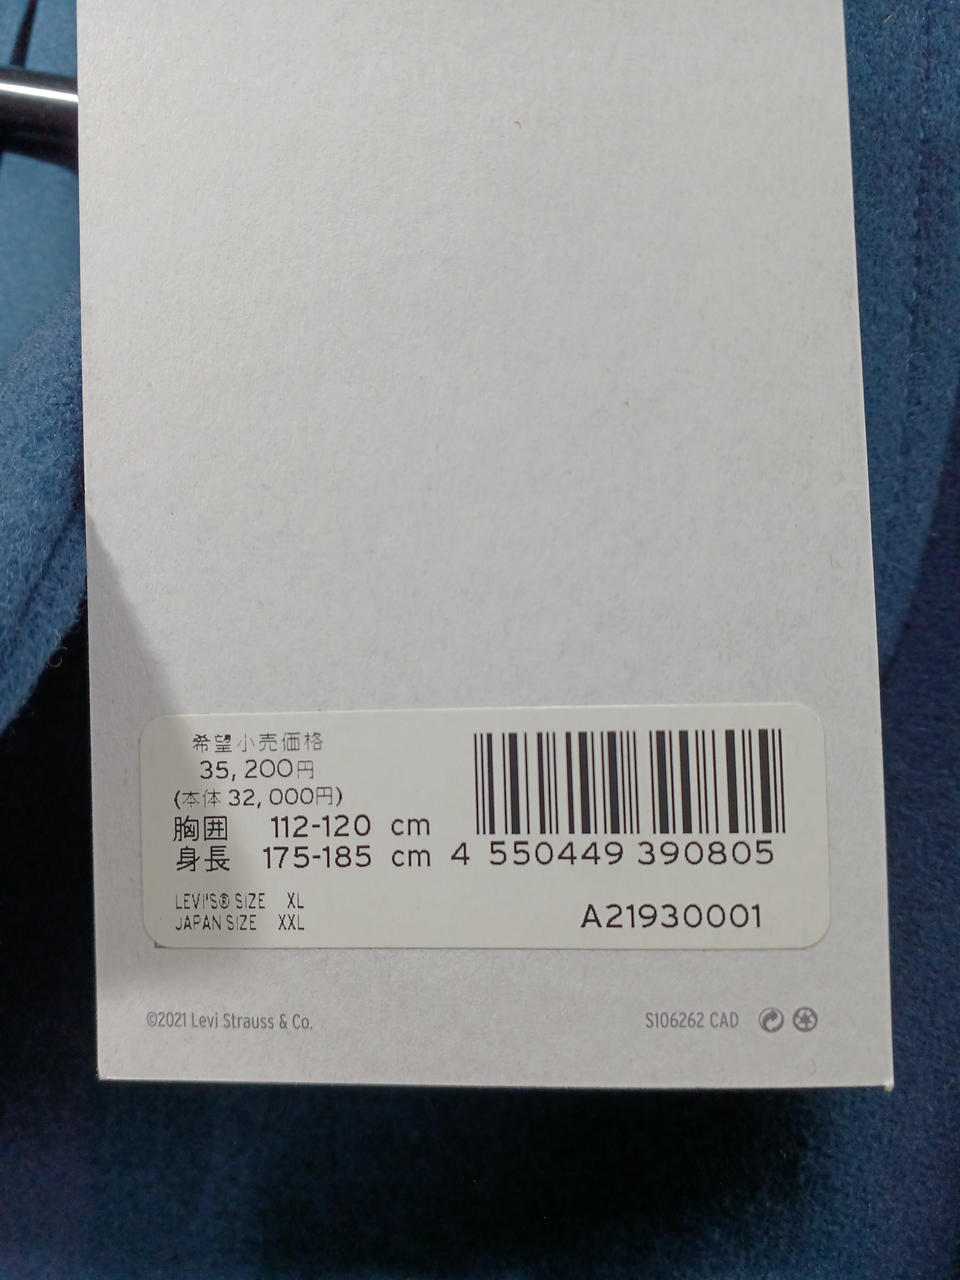 希望小売価格
35,200円
(本体 32,000円)
胸囲 112-120 cm
身長 175-185 cm
4 550449 390805
LEVI'S® SIZE XL
JAPAN SIZE XXL
A21930001
©2021 Levi Strauss & Co.
S106262 CAD